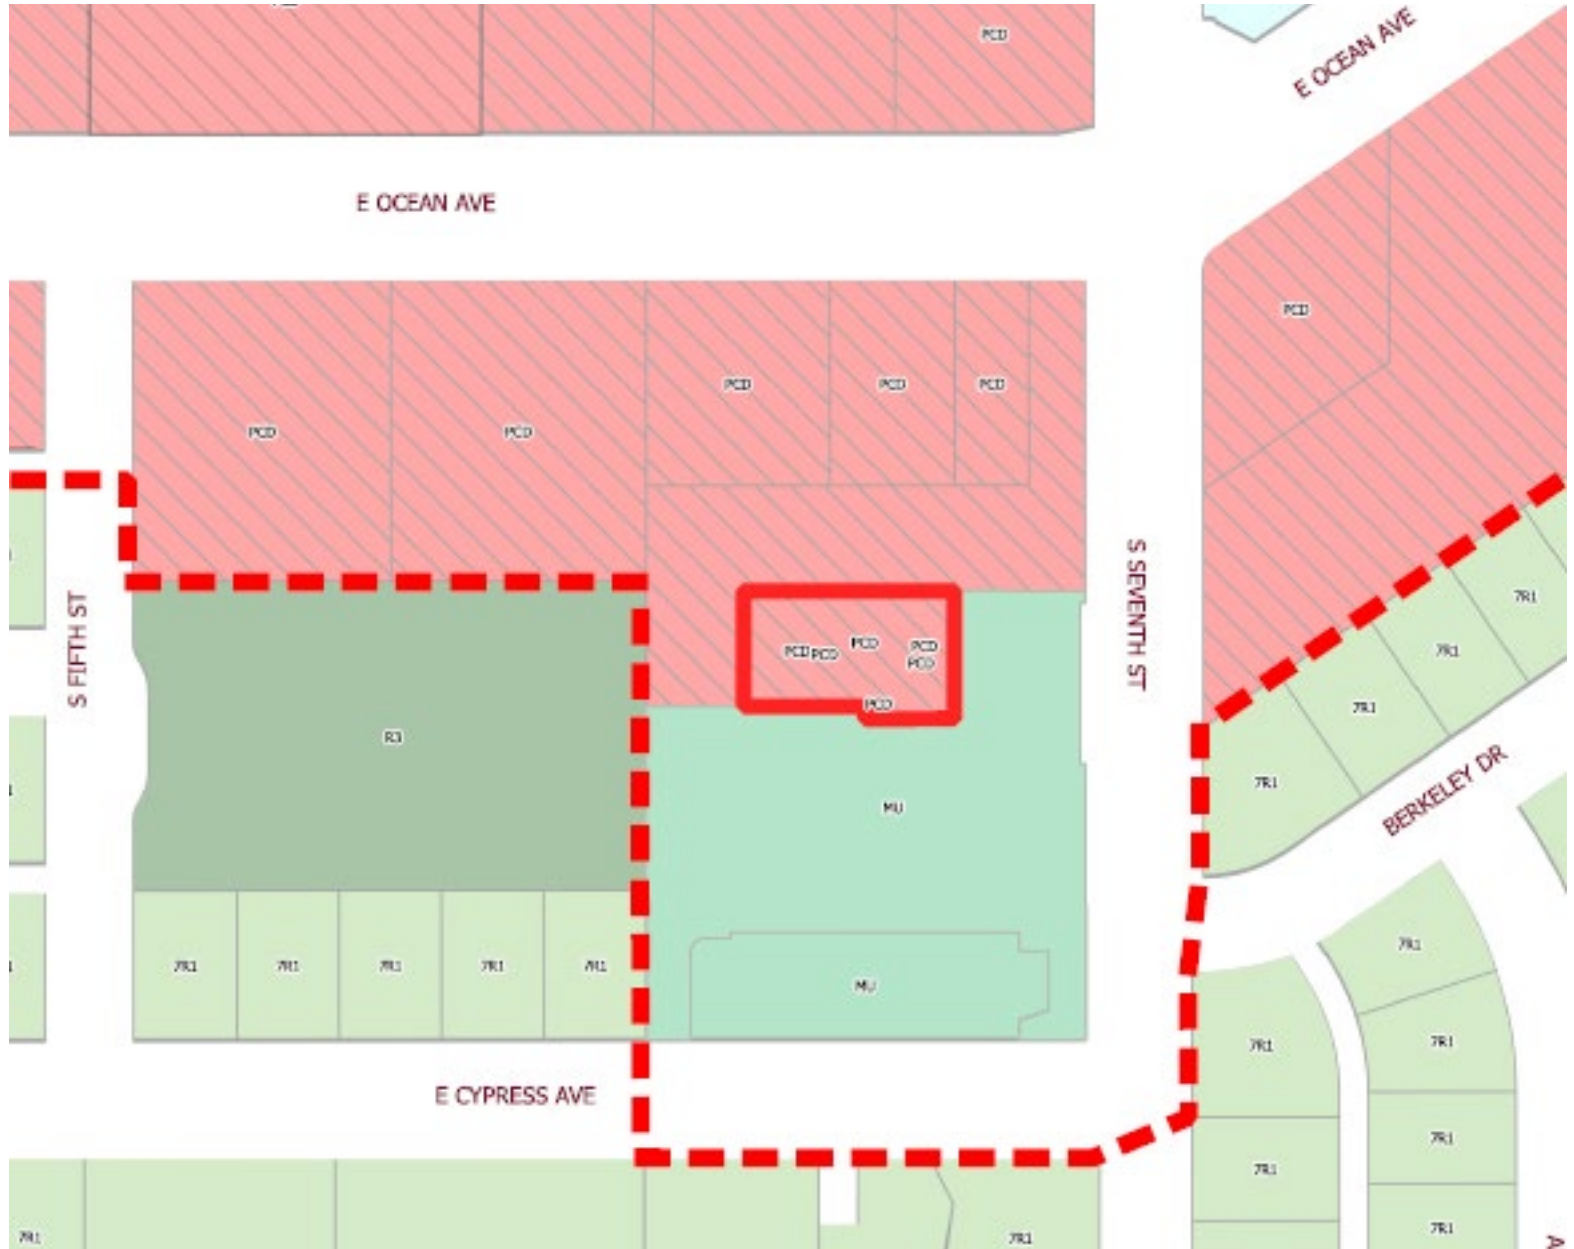 PCD
E OCEAN AVE
E OCEAN AVE
PCD
PCD
PCD
PCD
PCD
PCD
S FIFTH ST
S SEVENTH ST
7R1
7R1
7R1
7R1
PCD
PCD
PCD
PCD
PCD
PCD
R3
MU
BERKELEY DR
7R1
7R1
7R1
7R1
7R1
MU
7R1
7R1
7R1
E CYPRESS AVE
7R1
7R1
7R1
7R1
7R1
A